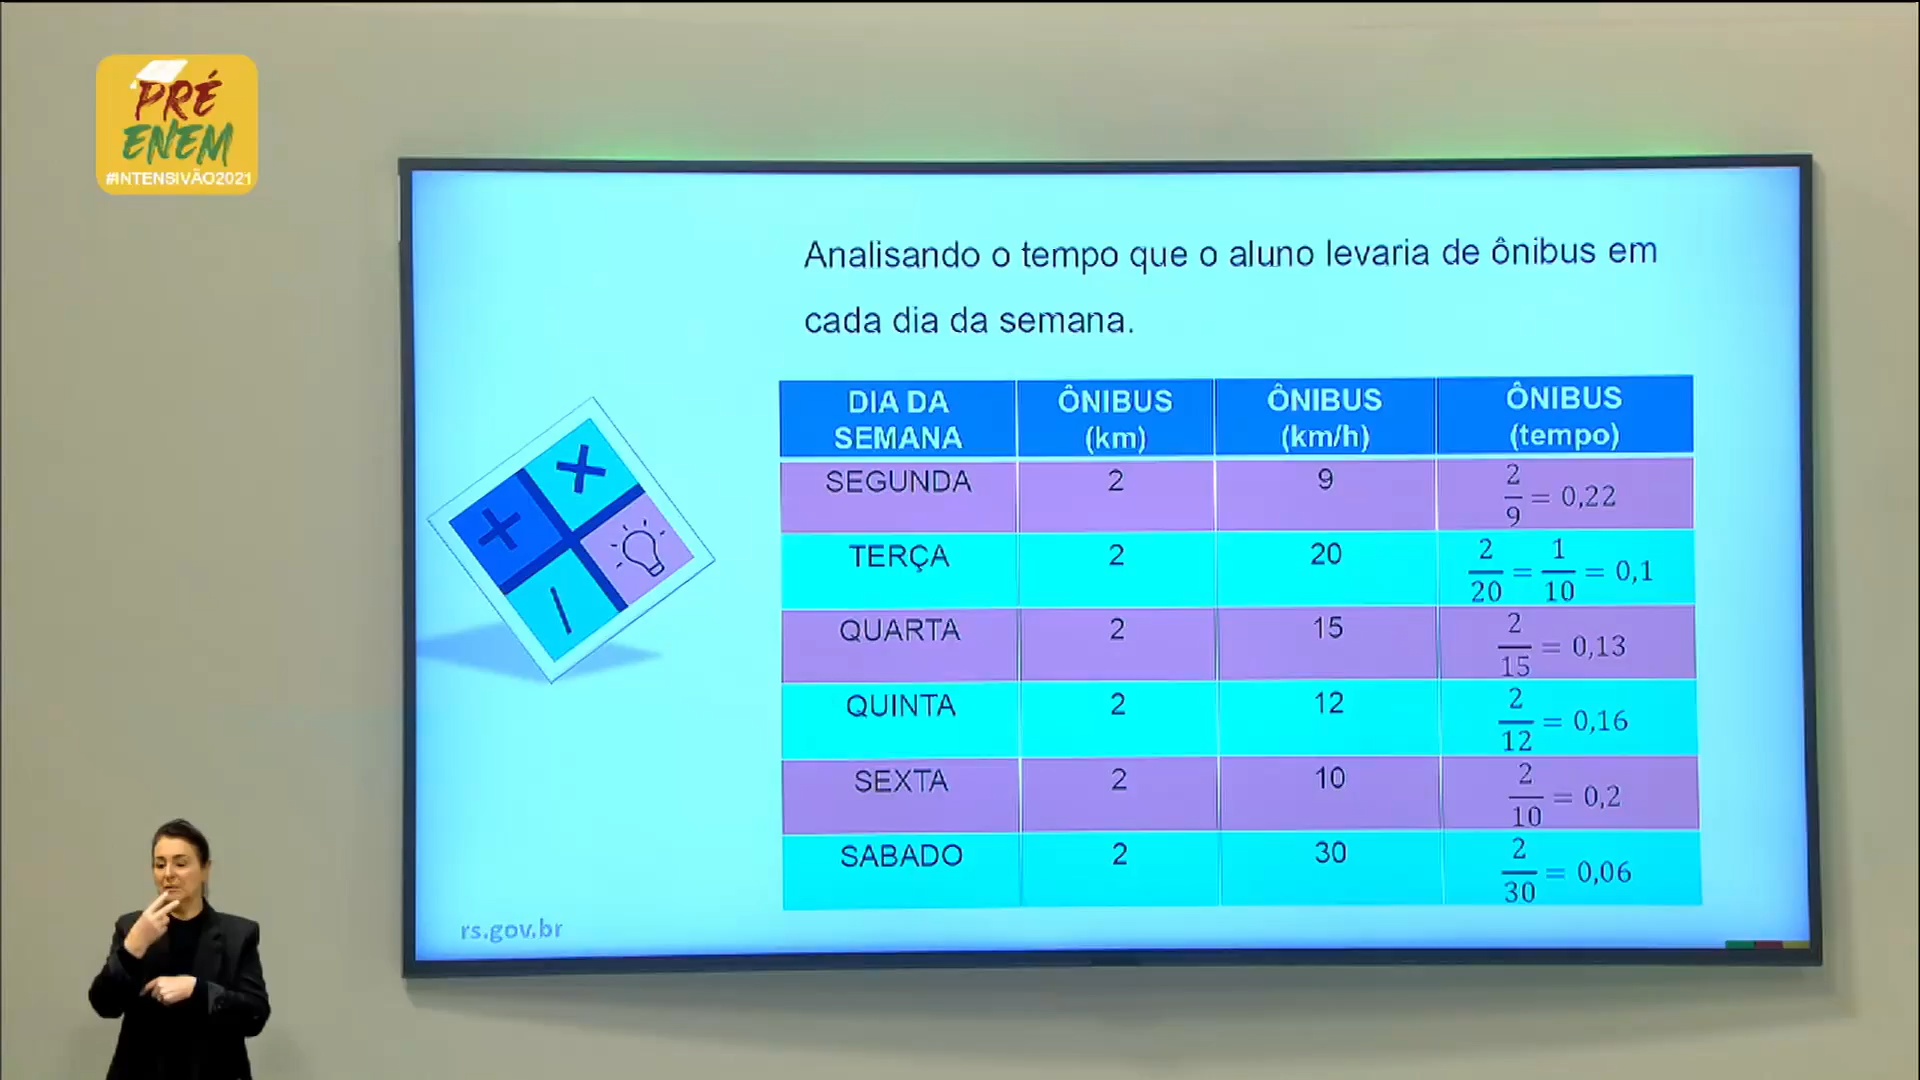 PRÉ
ENEM
#INTENSIVÃO2021
Analisando o tempo que o aluno levaria de ônibus em
cada dia da semana.
DIA DA SEMANA ÔNIBUS (km) ÔNIBUS (km/h) ÔNIBUS (tempo)
SEGUNDA 2 9 2/9 = 0,22
TERÇA 2 20 2/20 = 1/10 = 0,1
QUARTA 2 15 2/15 = 0,13
QUINTA 2 12 2/12 = 0,16
SEXTA 2 10 2/10 = 0,2
SABADO 2 30 2/30 = 0,06
rs.gov.br